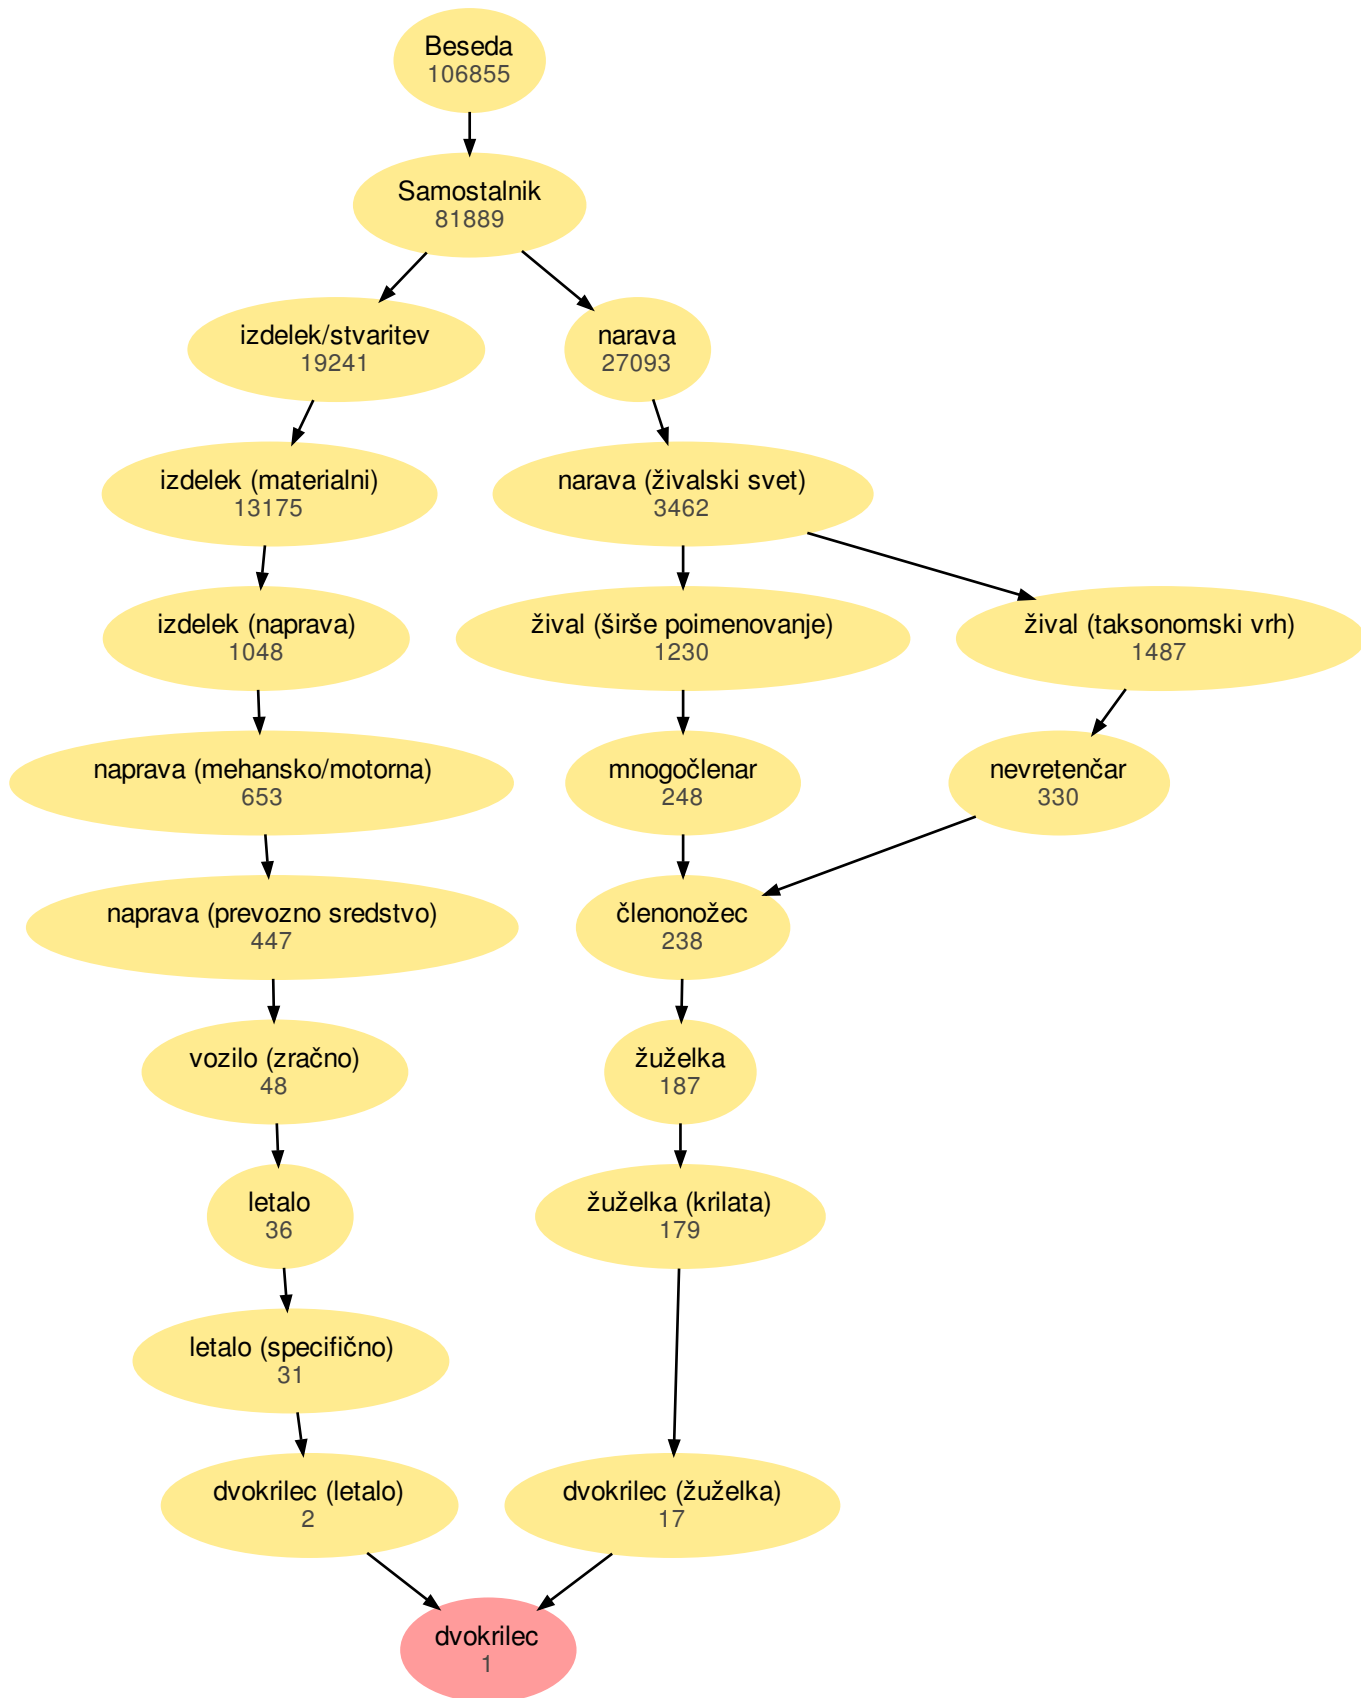 Beseda
106855
Samostalnik
81889
izdelek/stvaritev
19241
narava
27093
izdelek (materialni)
13175
narava (živalski svet)
3462
izdelek (naprava)
1048
žival (širše poimenovanje)
1230
žival (taksonomski vrh)
1487
naprava (mehansko/motorna)
653
mnogočlenar
248
nevretenčar
330
naprava (prevozno sredstvo)
447
členonožec
238
vozilo (zračno)
48
žuželka
187
letalo
36
žuželka (krilata)
179
letalo (specifično)
31
dvokrilec (letalo)
2
dvokrilec (žuželka)
17
dvokrilec
1